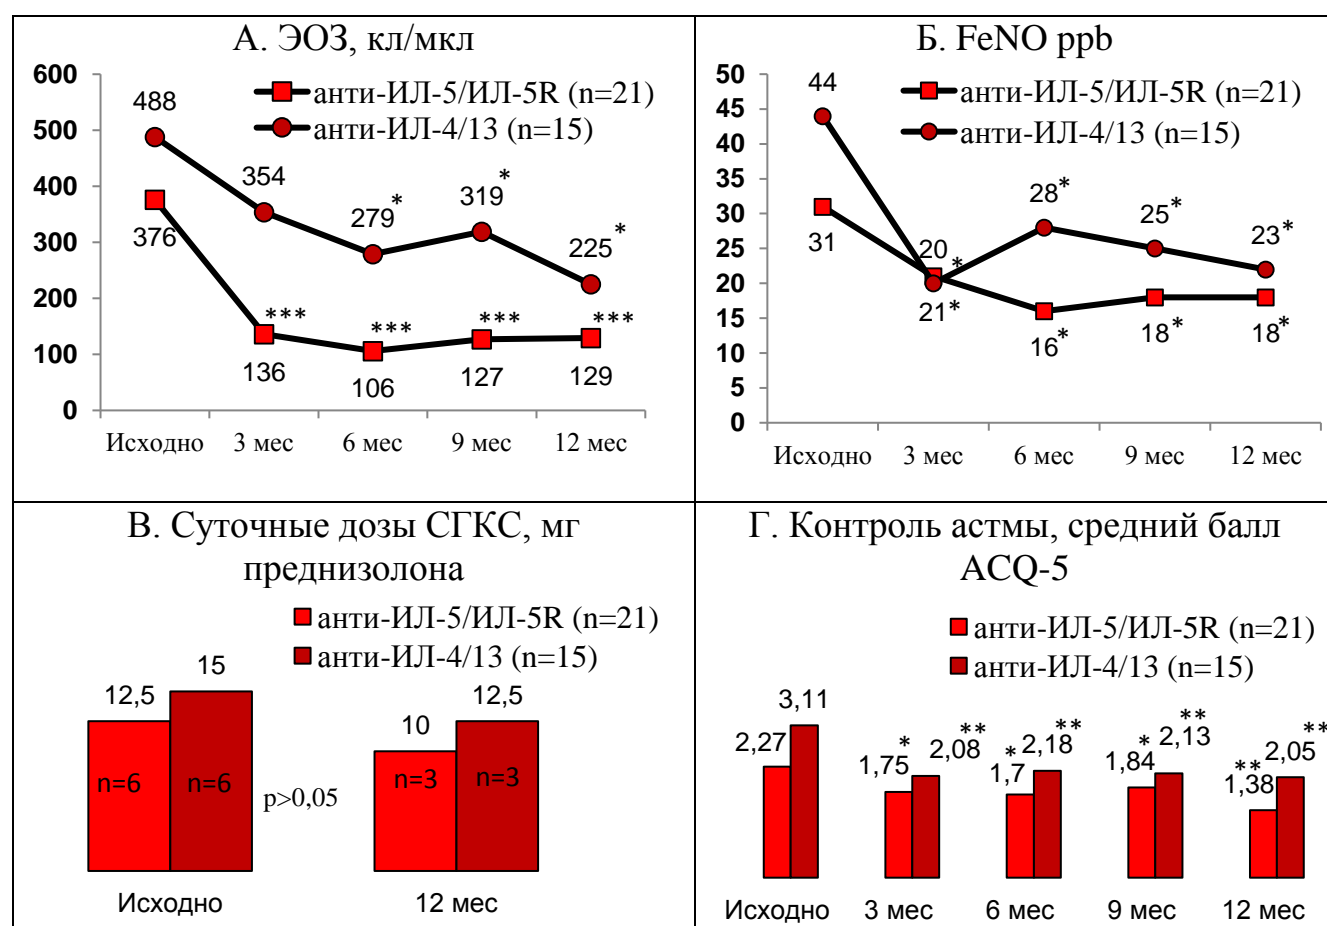 А. ЭОЗ, кл/мкл
600
500
400
300
200
100
0
анти-ИЛ-5/ИЛ-5R (n=21)
анти-ИЛ-4/13 (n=15)
488
354
279*
319*
225*
376
***
***
***
***
136
106
127
129
Исходно 3 мес 6 мес 9 мес 12 мес
Б. FeNO ppb
50
45
40
35
30
25
20
15
10
5
0
анти-ИЛ-5/ИЛ-5R (n=21)
анти-ИЛ-4/13 (n=15)
44
20*
28*
25*
23*
31
21*
16*
18*
18*
Исходно 3 мес 6 мес 9 мес 12 мес
В. Суточные дозы СГКС, мг
преднизолона
анти-ИЛ-5/ИЛ-5R (n=21)
анти-ИЛ-4/13 (n=15)
12,5 15 10 12,5
n=6 n=6 p>0,05 n=3 n=3
Исходно 12 мес
Г. Контроль астмы, средний балл
ACQ-5
анти-ИЛ-5/ИЛ-5R (n=21)
анти-ИЛ-4/13 (n=15)
2,27 3,11
1,75* 2,08**
1,7* 2,18**
1,84* 2,13**
1,38** 2,05**
Исходно 3 мес 6 мес 9 мес 12 мес